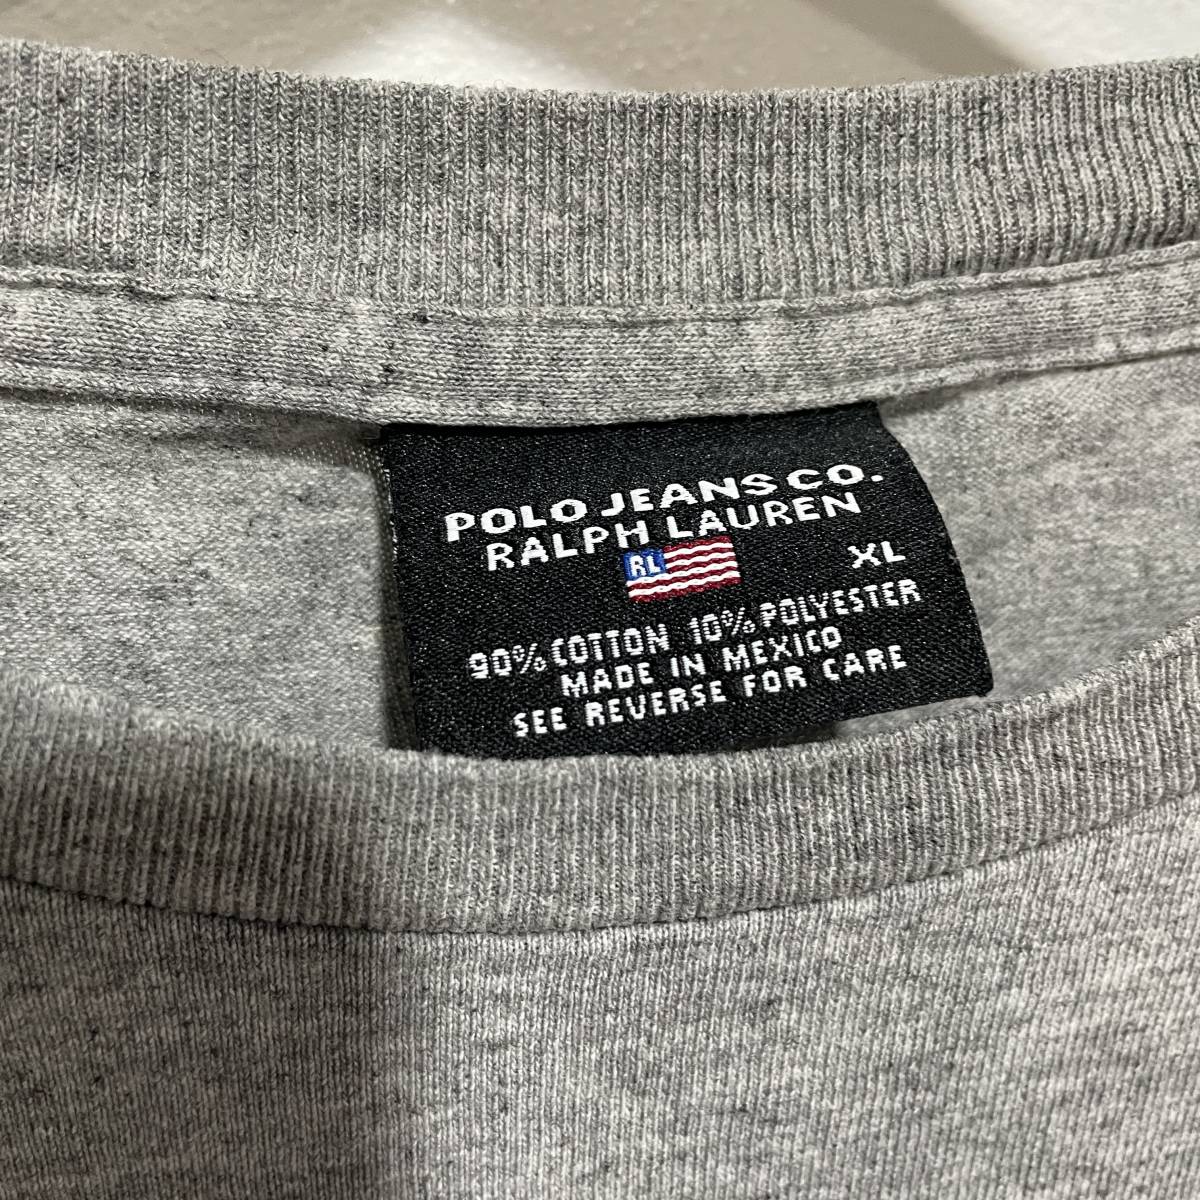 POLO JEANS CO.
RALPH LAUREN
RL
XL
90% COTTON 10% POLYESTER
MADE IN MEXICO
SEE REVERSE FOR CARE